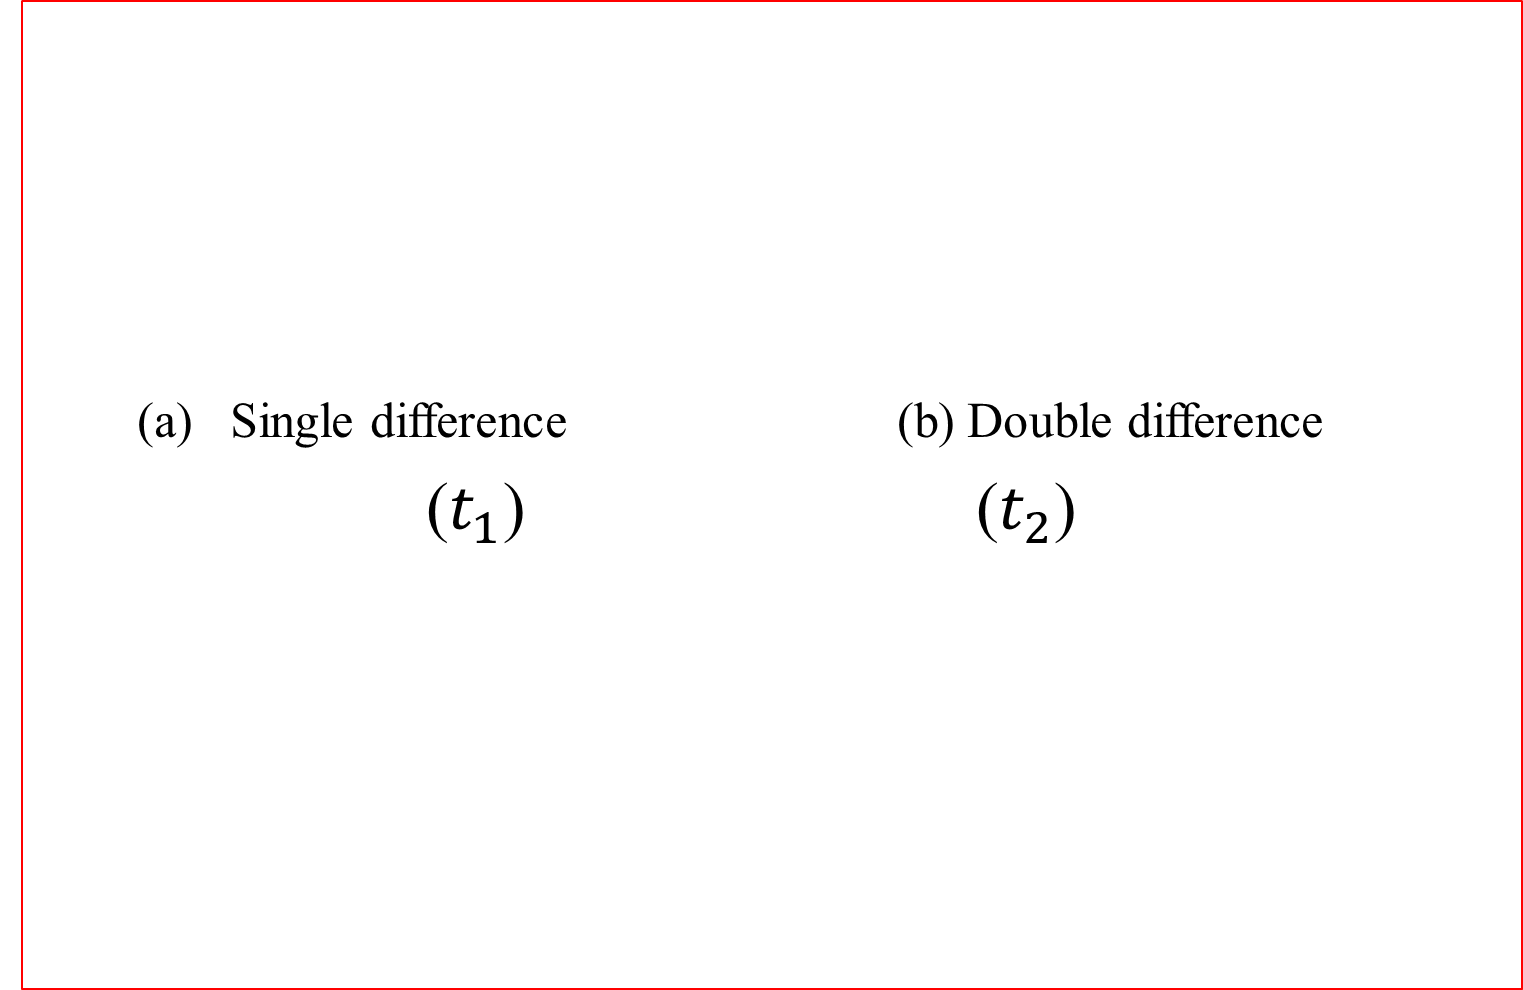 (a) Single difference (b) Double difference
(t₁) (t₂)